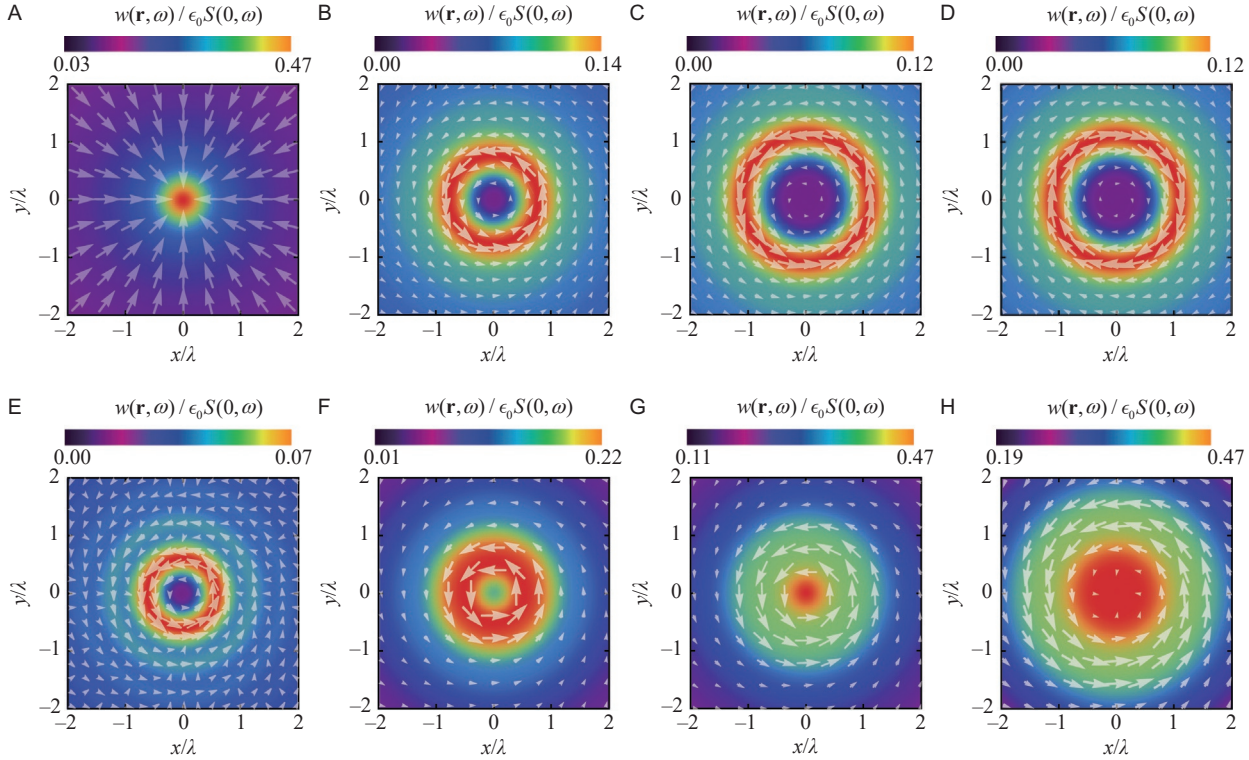 A B C D
w(r, ω) / ϵ₀S(0, ω) w(r, ω) / ϵ₀S(0, ω) w(r, ω) / ϵ₀S(0, ω) w(r, ω) / ϵ₀S(0, ω)
0.03 0.47 0.00 0.14 0.00 0.12 0.00 0.12
2 2 2 2
1 1 1 1
y/λ 0 y/λ 0 y/λ 0 y/λ 0
−1 −1 −1 −1
−2 −2 −2 −2
−2 −1 0 1 2 −2 −1 0 1 2 −2 −1 0 1 2 −2 −1 0 1 2
x/λ x/λ x/λ x/λ
E F G H
w(r, ω) / ϵ₀S(0, ω) w(r, ω) / ϵ₀S(0, ω) w(r, ω) / ϵ₀S(0, ω) w(r, ω) / ϵ₀S(0, ω)
0.00 0.07 0.01 0.22 0.11 0.47 0.19 0.47
2 2 2 2
1 1 1 1
y/λ 0 y/λ 0 y/λ 0 y/λ 0
−1 −1 −1 −1
−2 −2 −2 −2
−2 −1 0 1 2 −2 −1 0 1 2 −2 −1 0 1 2 −2 −1 0 1 2
x/λ x/λ x/λ x/λ